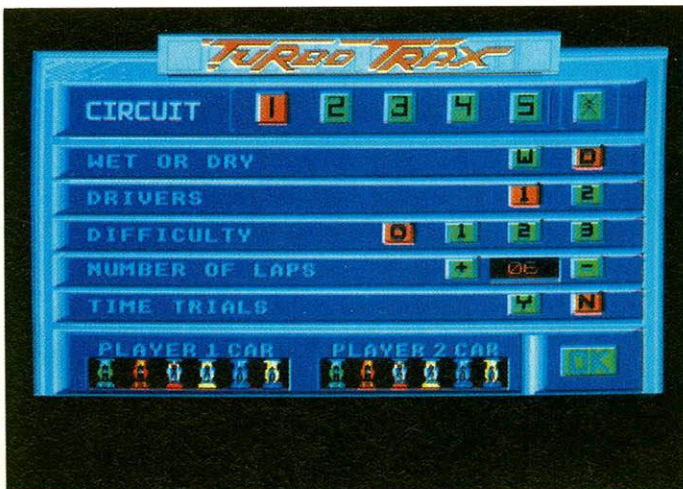 TURBO TRAX
CIRCUIT 1 2 3 4 5 *
WET OR DRY W D
DRIVERS 1 2
DIFFICULTY 0 1 2 3
NUMBER OF LAPS + 06 -
TIME TRIALS Y N
PLAYER 1 CAR PLAYER 2 CAR
OK